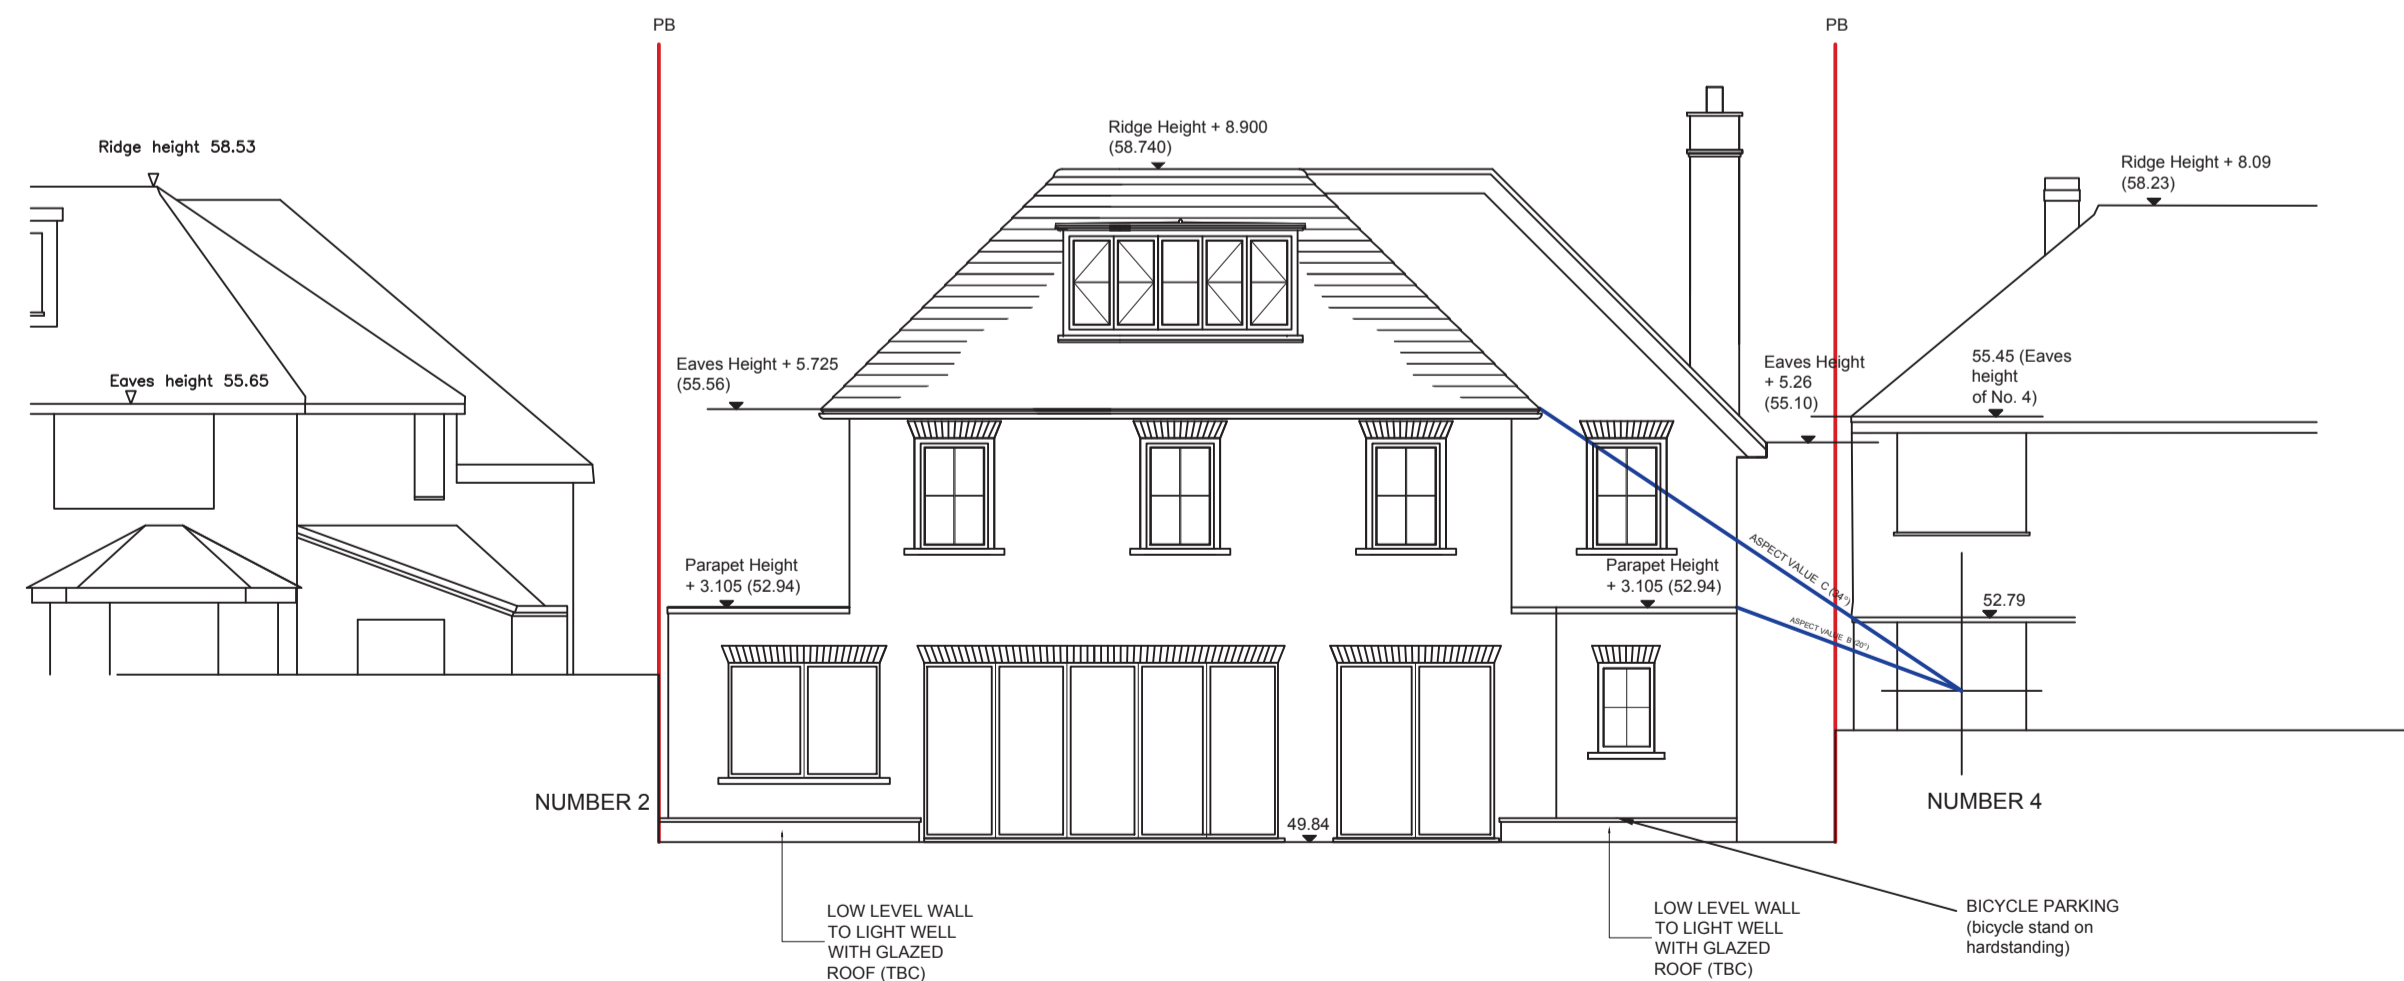 PB
PB
Ridge height 58.53
Ridge Height + 8.900
(58.740)
Ridge Height + 8.09
(58.23)
Eaves height 55.65
Eaves Height + 5.725
(55.56)
Eaves Height
+ 5.26
(55.10)
55.45 (Eaves
height
of No. 4)
Parapet Height
+ 3.105 (52.94)
Parapet Height
+ 3.105 (52.94)
ASPECT VALUE C (34°)
ASPECT VALUE B (20°)
52.79
NUMBER 2
NUMBER 4
49.84
LOW LEVEL WALL
TO LIGHT WELL
WITH GLAZED
ROOF (TBC)
LOW LEVEL WALL
TO LIGHT WELL
WITH GLAZED
ROOF (TBC)
BICYCLE PARKING
(bicycle stand on
hardstanding)